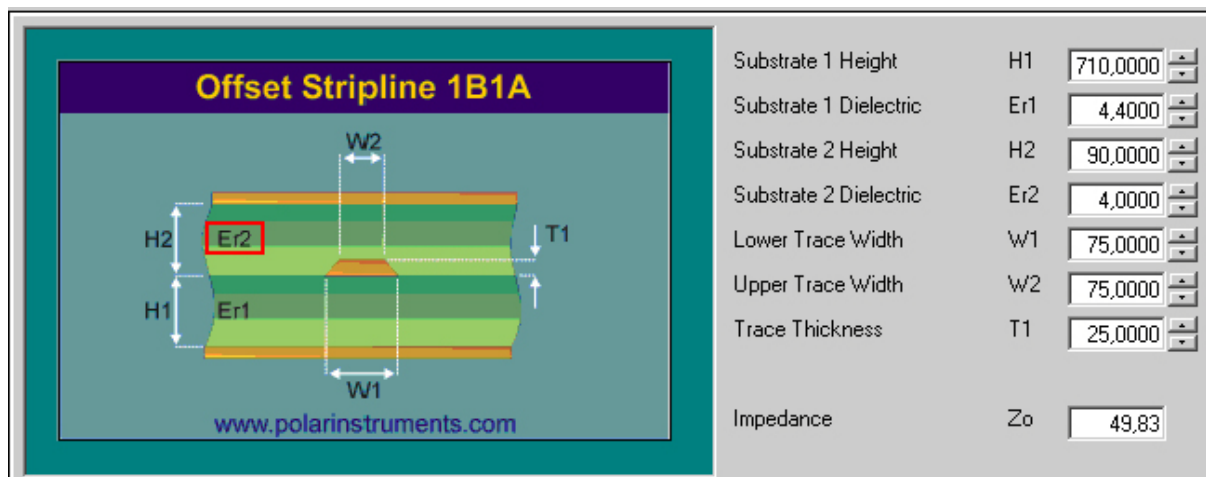 Offset Stripline 1B1A
W2
H2
Er2
T1
H1
Er1
W1
www.polarinstruments.com
Substrate 1 Height H1 710,0000
Substrate 1 Dielectric Er1 4,4000
Substrate 2 Height H2 90,0000
Substrate 2 Dielectric Er2 4,0000
Lower Trace Width W1 75,0000
Upper Trace Width W2 75,0000
Trace Thickness T1 25,0000
Impedance Zo 49,83